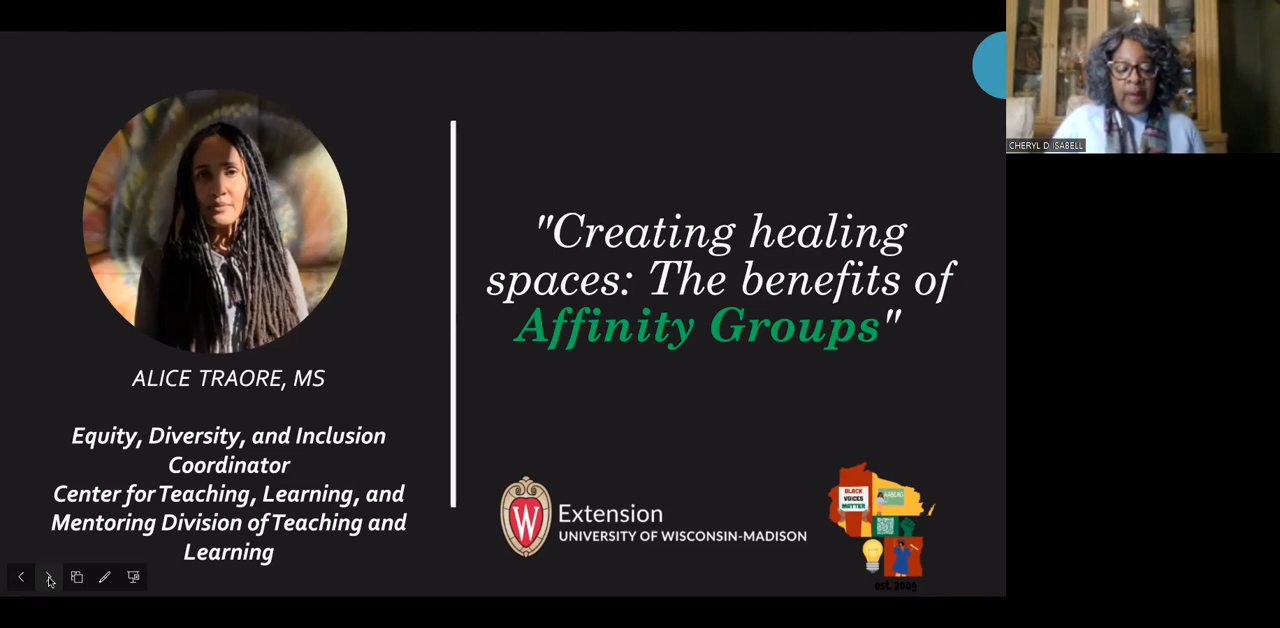 CHERYL D ISABELL
ALICE TRAORE, MS
Equity, Diversity, and Inclusion
Coordinator
Center for Teaching, Learning, and
Mentoring Division of Teaching and
Learning
"Creating healing
spaces: The benefits of
Affinity Groups"
W
Extension
UNIVERSITY OF WISCONSIN-MADISON
BLACK
VOICES
MATTER
est. 2009